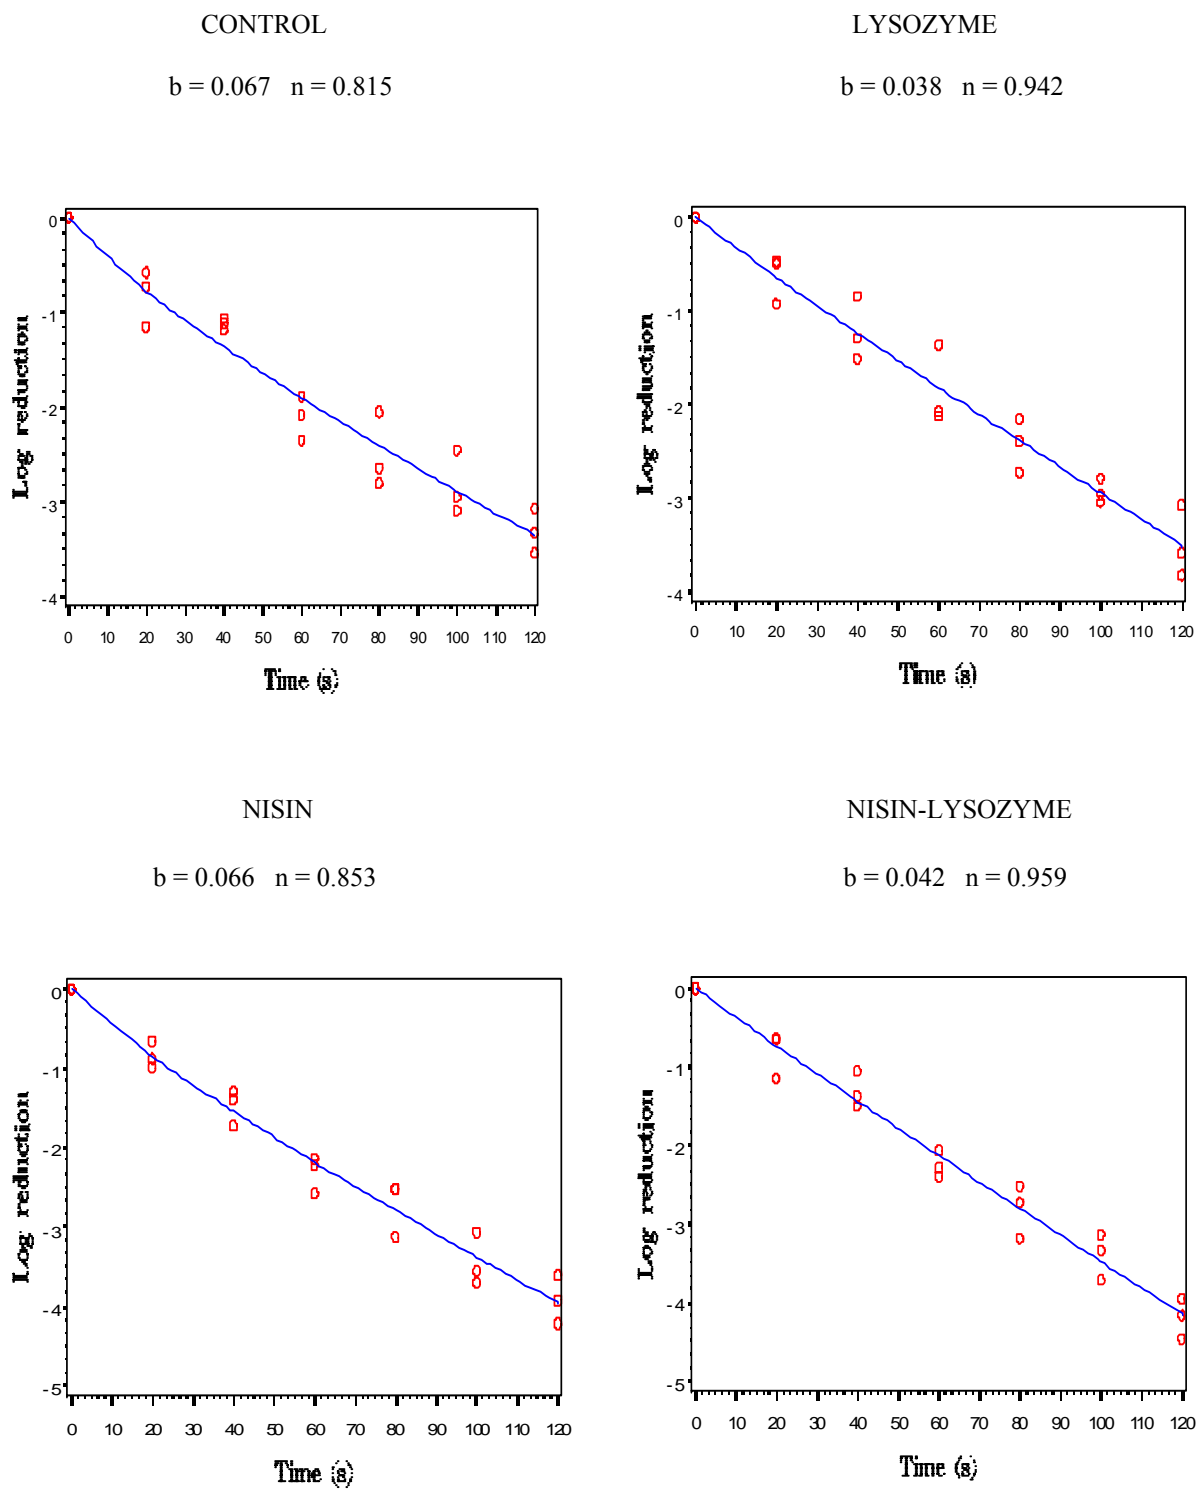 CONTROL
b = 0.067 n = 0.815
0
-1
-2
-3
-4
Log reduction
0 10 20 30 40 50 60 70 80 90 100 110 120
Time (s)
LYSOZYME
b = 0.038 n = 0.942
0
-1
-2
-3
-4
Log reduction
0 10 20 30 40 50 60 70 80 90 100 110 120
Time (s)
NISIN
b = 0.066 n = 0.853
0
-1
-2
-3
-4
-5
Log reduction
0 10 20 30 40 50 60 70 80 90 100 110 120
Time (s)
NISIN-LYSOZYME
b = 0.042 n = 0.959
0
-1
-2
-3
-4
-5
Log reduction
0 10 20 30 40 50 60 70 80 90 100 110 120
Time (s)